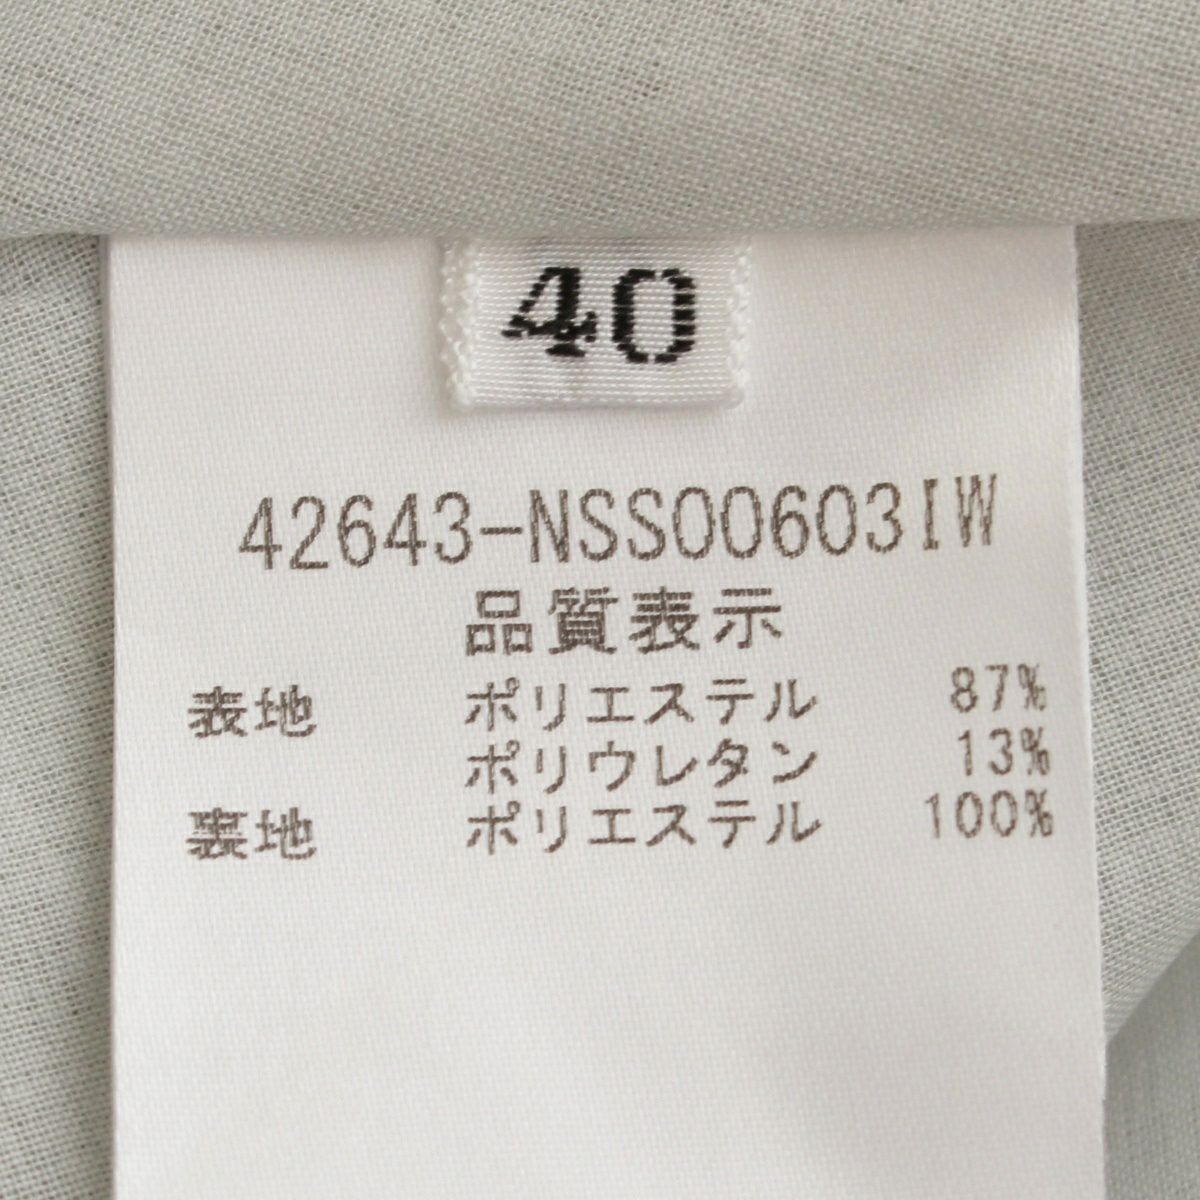 40
42643-NSS00603IW
品質表示
表地 ポリエステル 87%
ポリウレタン 13%
裏地 ポリエステル 100%